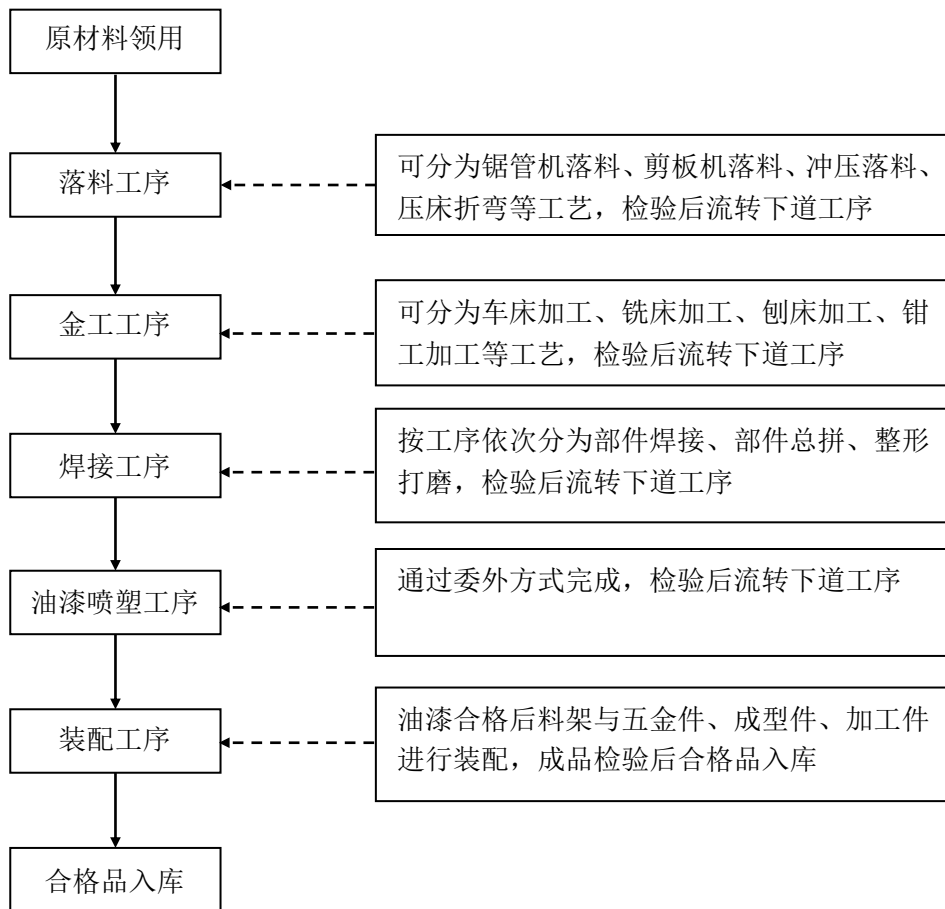 原材料领用
落料工序
可分为锯管机落料、剪板机落料、冲压落料、
压床折弯等工艺，检验后流转下道工序
金工工序
可分为车床加工、铣床加工、刨床加工、钳
工加工等工艺，检验后流转下道工序
焊接工序
按工序依次分为部件焊接、部件总拼、整形
打磨，检验后流转下道工序
油漆喷塑工序
通过委外方式完成，检验后流转下道工序
装配工序
油漆合格后料架与五金件、成型件、加工件
进行装配，成品检验后合格品入库
合格品入库